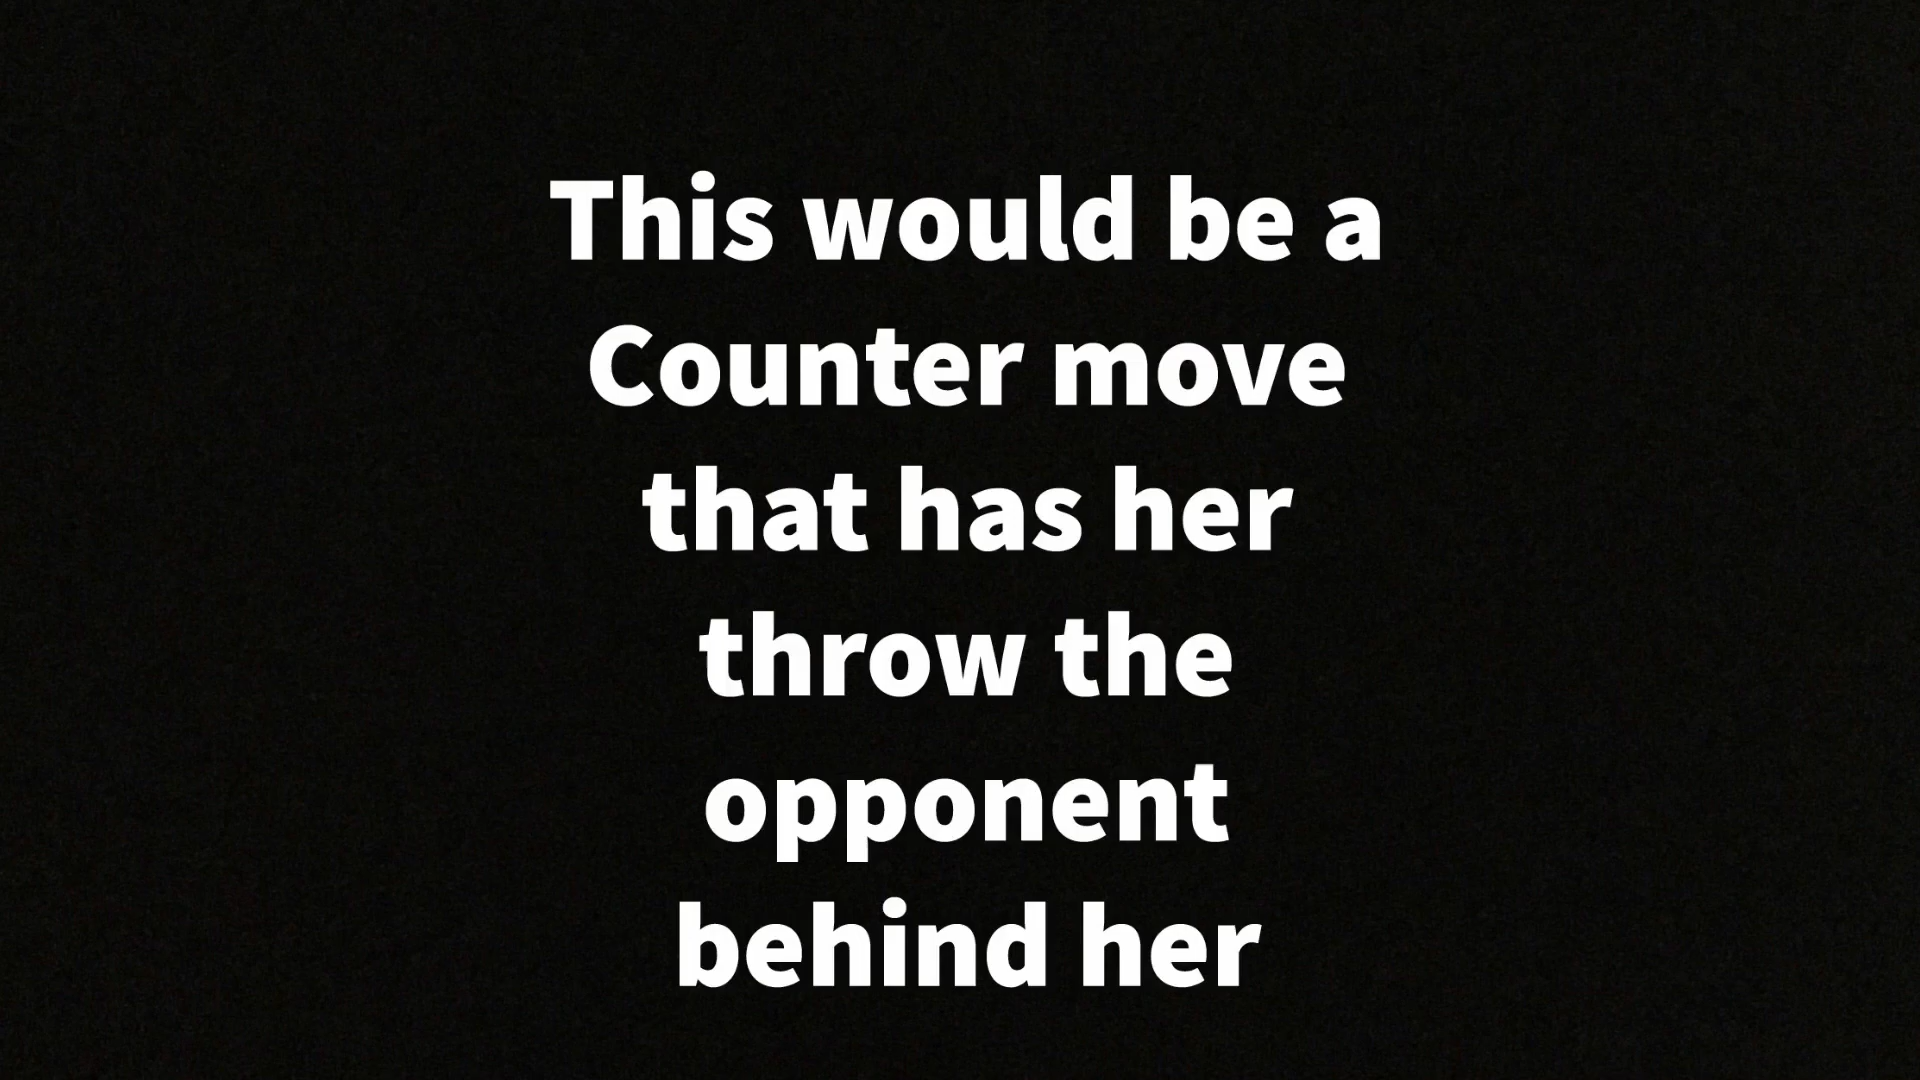 This would be a
Counter move
that has her
throw the
opponent
behind her